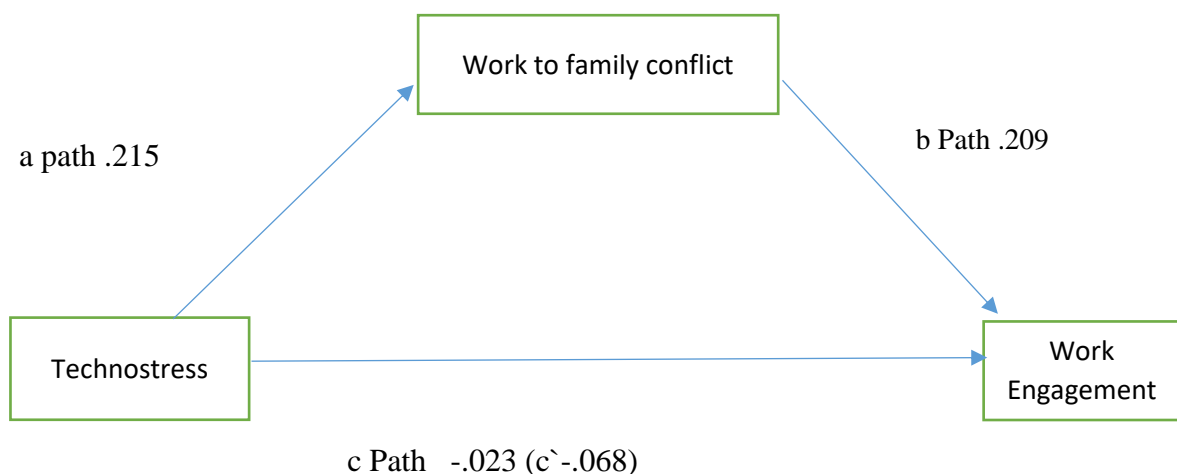 Work to family conflict
a path .215
b Path .209
Technostress
Work
Engagement
c Path -.023 (c`-.068)